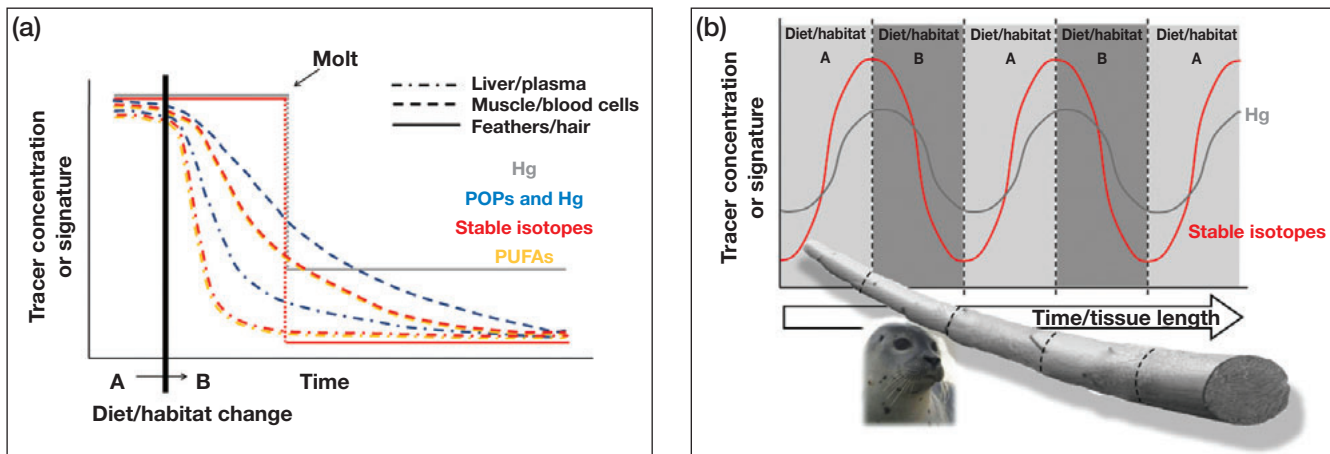 (a)
Molt
Liver/plasma
Muscle/blood cells
Feathers/hair
Hg
POPs and Hg
Stable isotopes
PUFAs
Tracer concentration
or signature
A
B
Time
Diet/habitat change
(b)
Diet/habitat
A
Diet/habitat
B
Diet/habitat
A
Diet/habitat
B
Diet/habitat
A
Hg
Stable isotopes
Tracer concentration
or signature
Time/tissue length